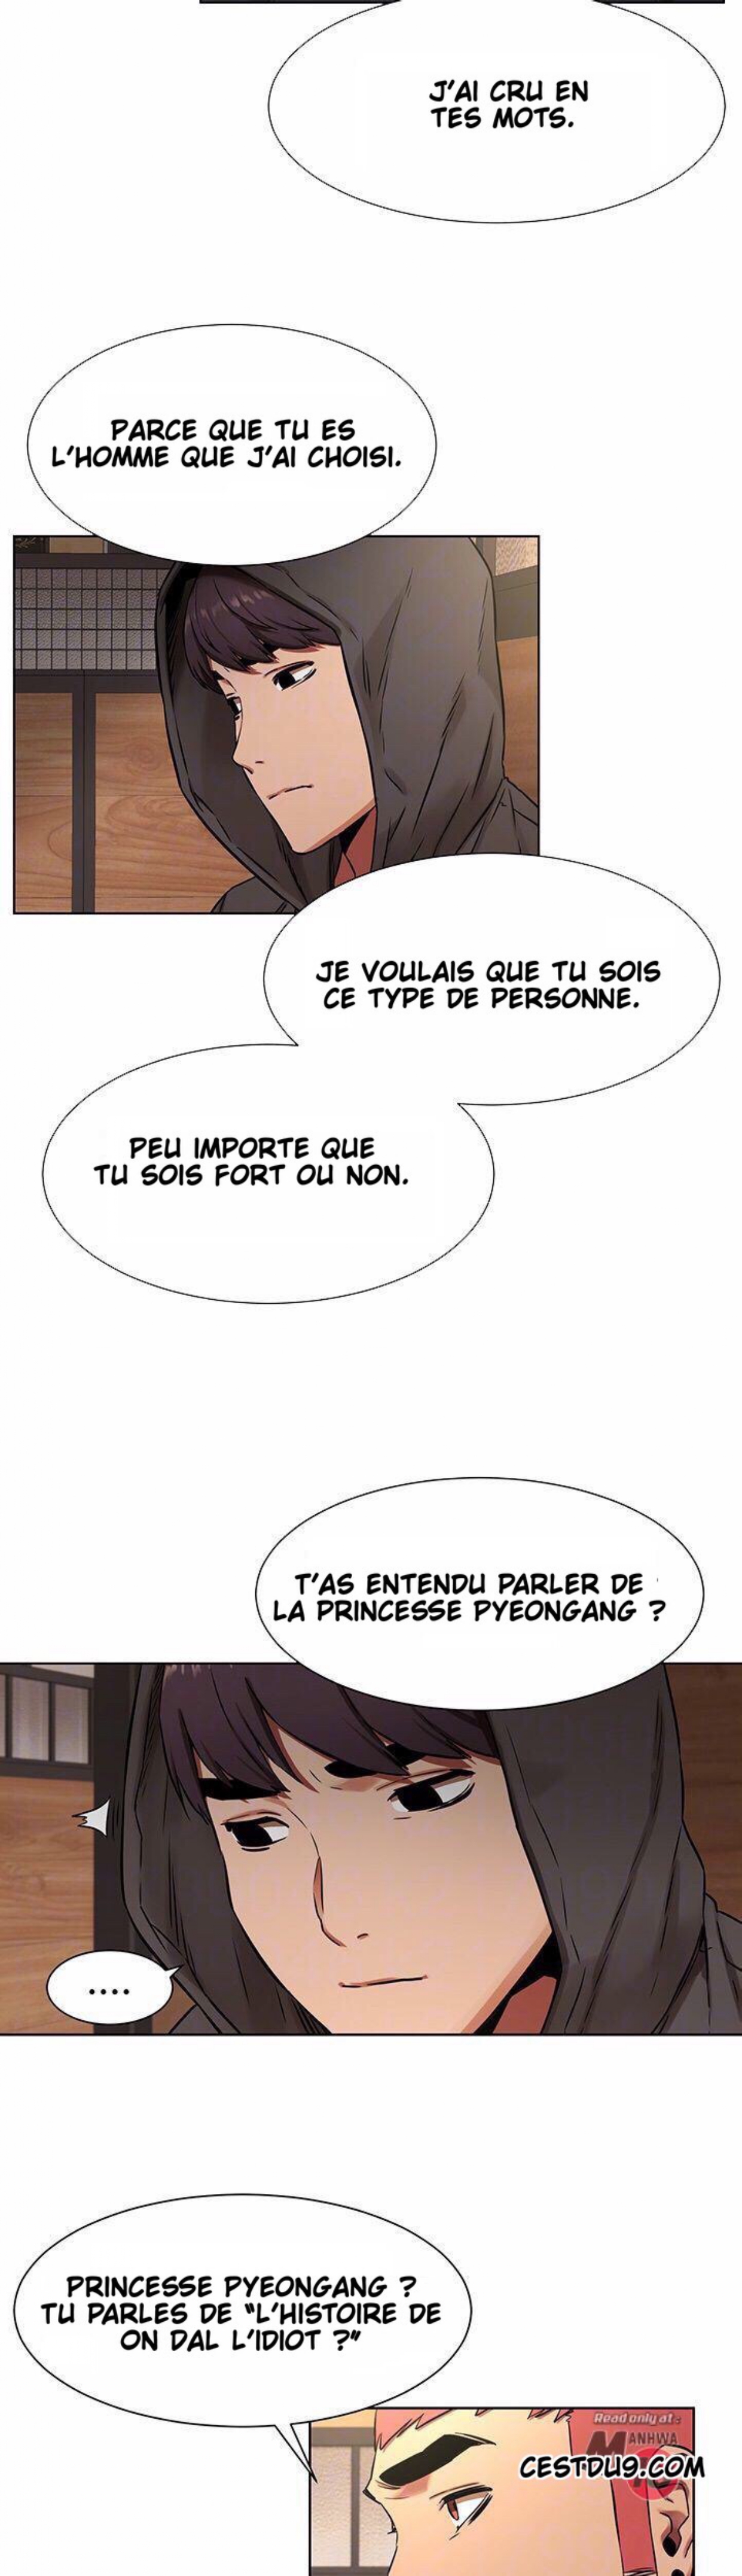 J'AI CRU EN
TES MOTS.
PARCE QUE TU ES
L'HOMME QUE J'AI CHOISI.
JE VOULAIS QUE TU SOIS
CE TYPE DE PERSONNE.
PEU IMPORTE QUE
TU SOIS FORT OU NON.
T'AS ENTENDU PARLER DE
LA PRINCESSE PYEONGANG ?
....
PRINCESSE PYEONGANG ?
TU PARLES DE "L'HISTOIRE DE
ON DAL L'IDIOT ?"
Read only at:
MANHWA
CESTDU9.COM